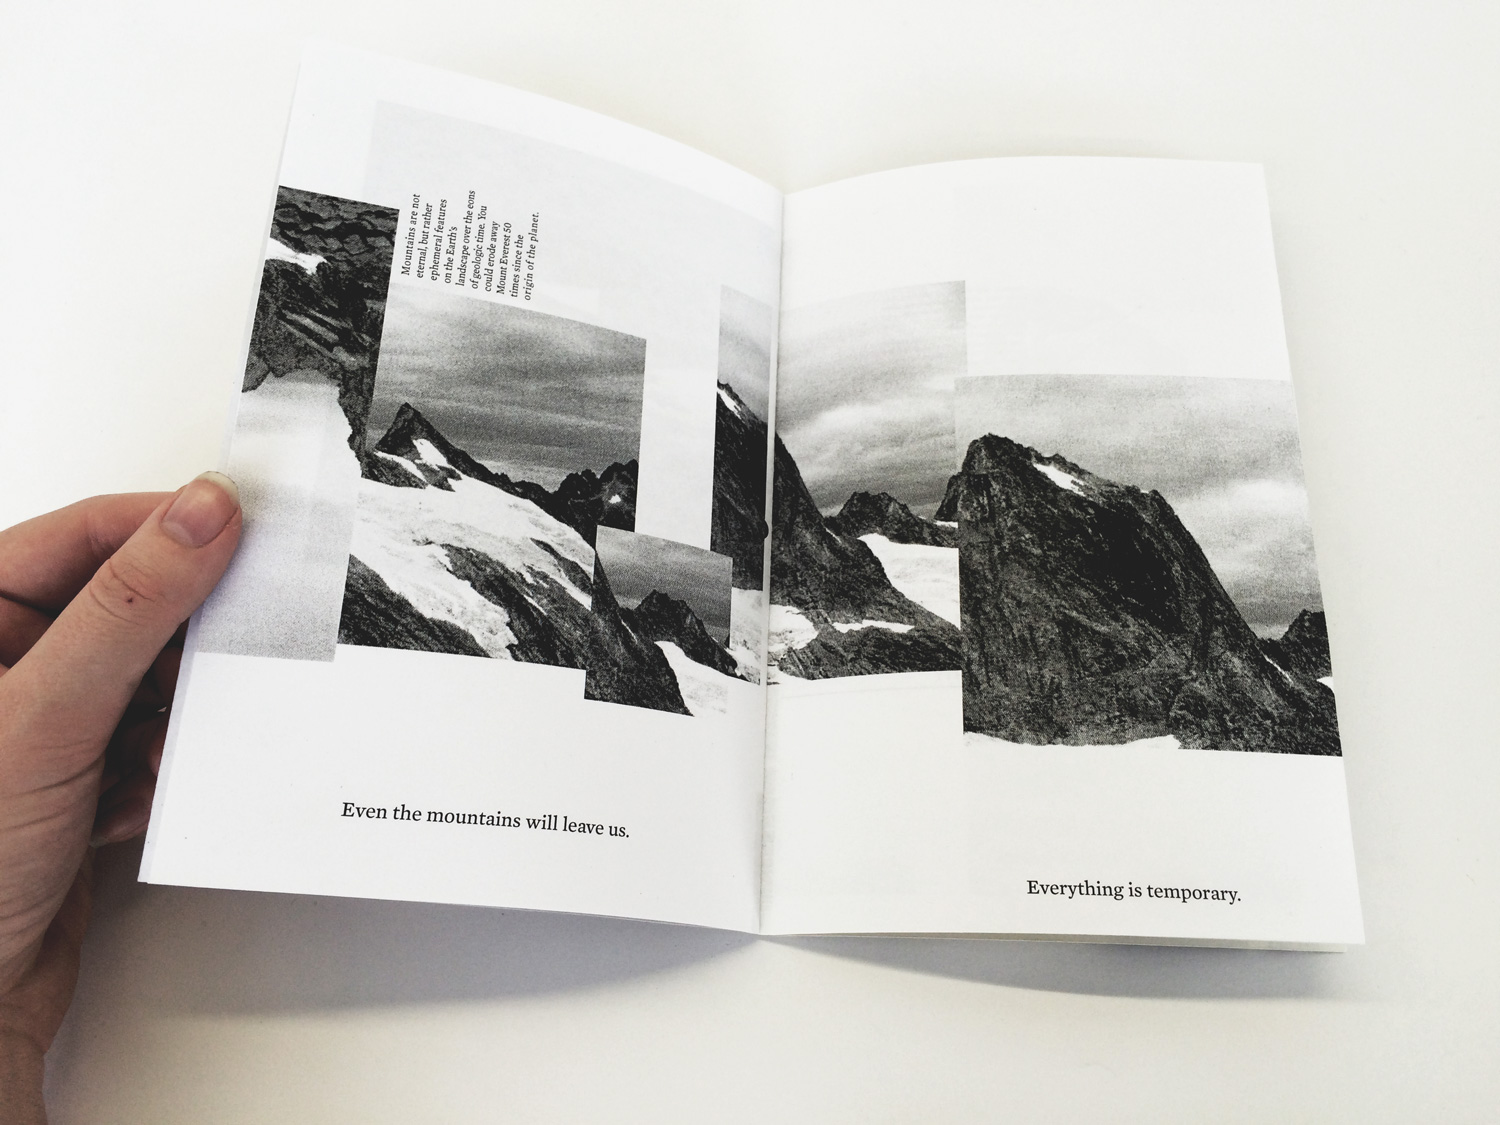 Mountains are not
eternal, but rather
ephemeral features
on the Earth's
landscape over the eons
of geologic time. You
could erode away
Mount Everest 50
times since the
origin of the planet.
Even the mountains will leave us.
Everything is temporary.